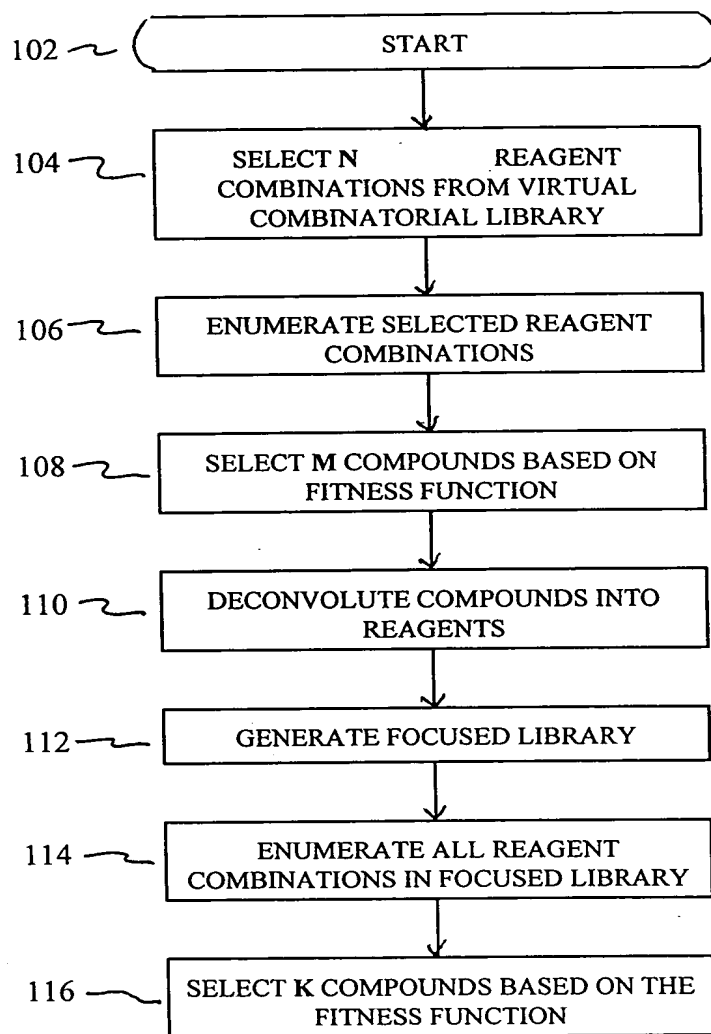 102
START
104
SELECT N REAGENT
COMBINATIONS FROM VIRTUAL
COMBINATORIAL LIBRARY
106
ENUMERATE SELECTED REAGENT
COMBINATIONS
108
SELECT M COMPOUNDS BASED ON
FITNESS FUNCTION
110
DECONVOLUTE COMPOUNDS INTO
REAGENTS
112
GENERATE FOCUSED LIBRARY
114
ENUMERATE ALL REAGENT
COMBINATIONS IN FOCUSED LIBRARY
116
SELECT K COMPOUNDS BASED ON THE
FITNESS FUNCTION